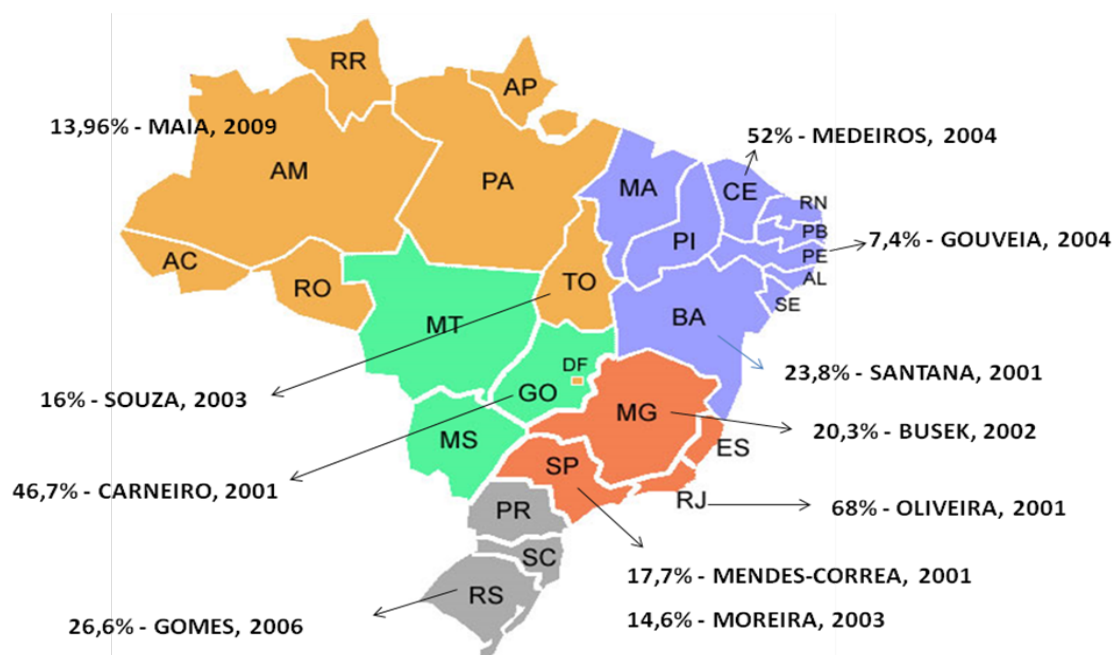 RR
AP
13,96% - MAIA, 2009
52% - MEDEIROS, 2004
AM
PA
MA
CE
RN
PI
PB
7,4% - GOUVEIA, 2004
PE
AC
RO
TO
AL
SE
MT
BA
DF
23,8% - SANTANA, 2001
16% - SOUZA, 2003
GO
MG
20,3% - BUSEK, 2002
MS
ES
SP
46,7% - CARNEIRO, 2001
RJ
68% - OLIVEIRA, 2001
PR
SC
17,7% - MENDES-CORREA, 2001
RS
14,6% - MOREIRA, 2003
26,6% - GOMES, 2006